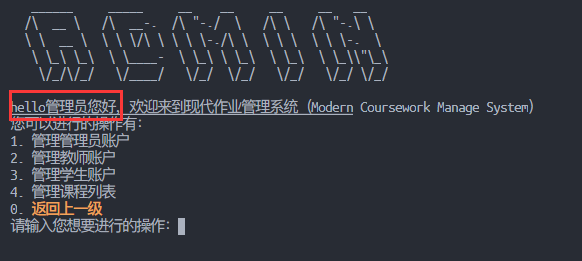 ADMIN
hello管理员您好，欢迎来到现代作业管理系统（Modern Coursework Manage System）
您可以进行的操作有：
1. 管理管理员账户
2. 管理教师账户
3. 管理学生账户
4. 管理课程列表
0. 返回上一级
请输入您想要进行的操作：